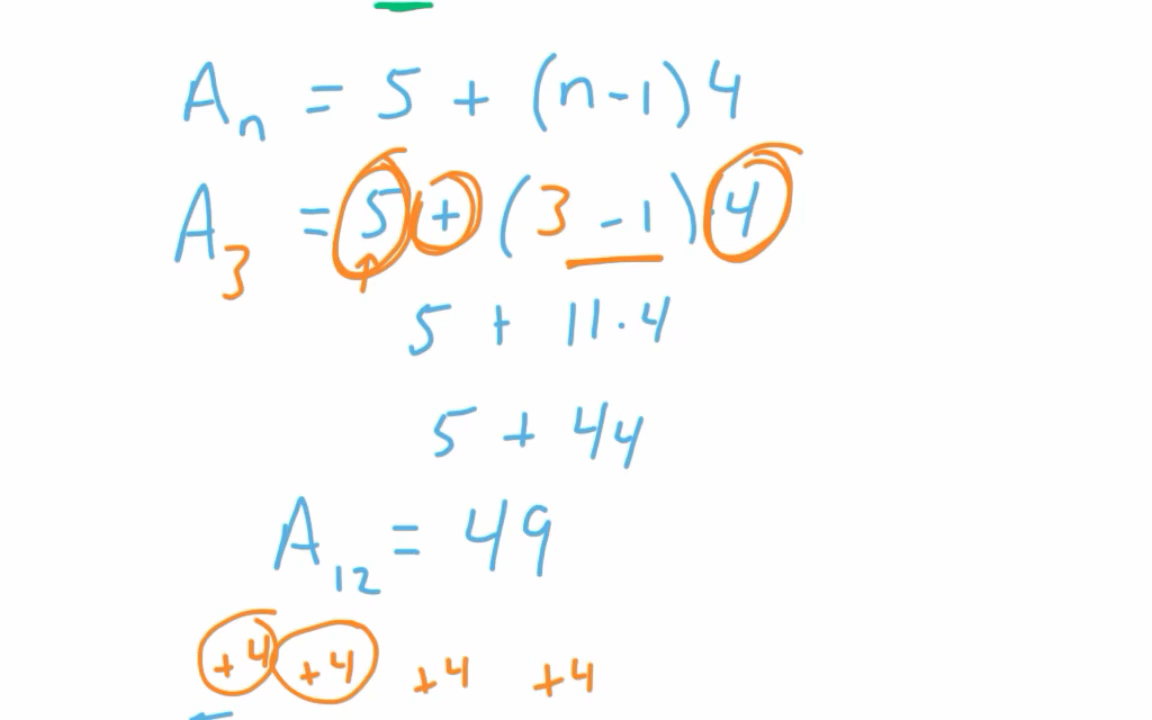 Aₙ = 5 + (n-1)4
A₃ = 5 + (3-1)4
5 + 11·4
5 + 44
A₁₂ = 49
+4 +4 +4 +4